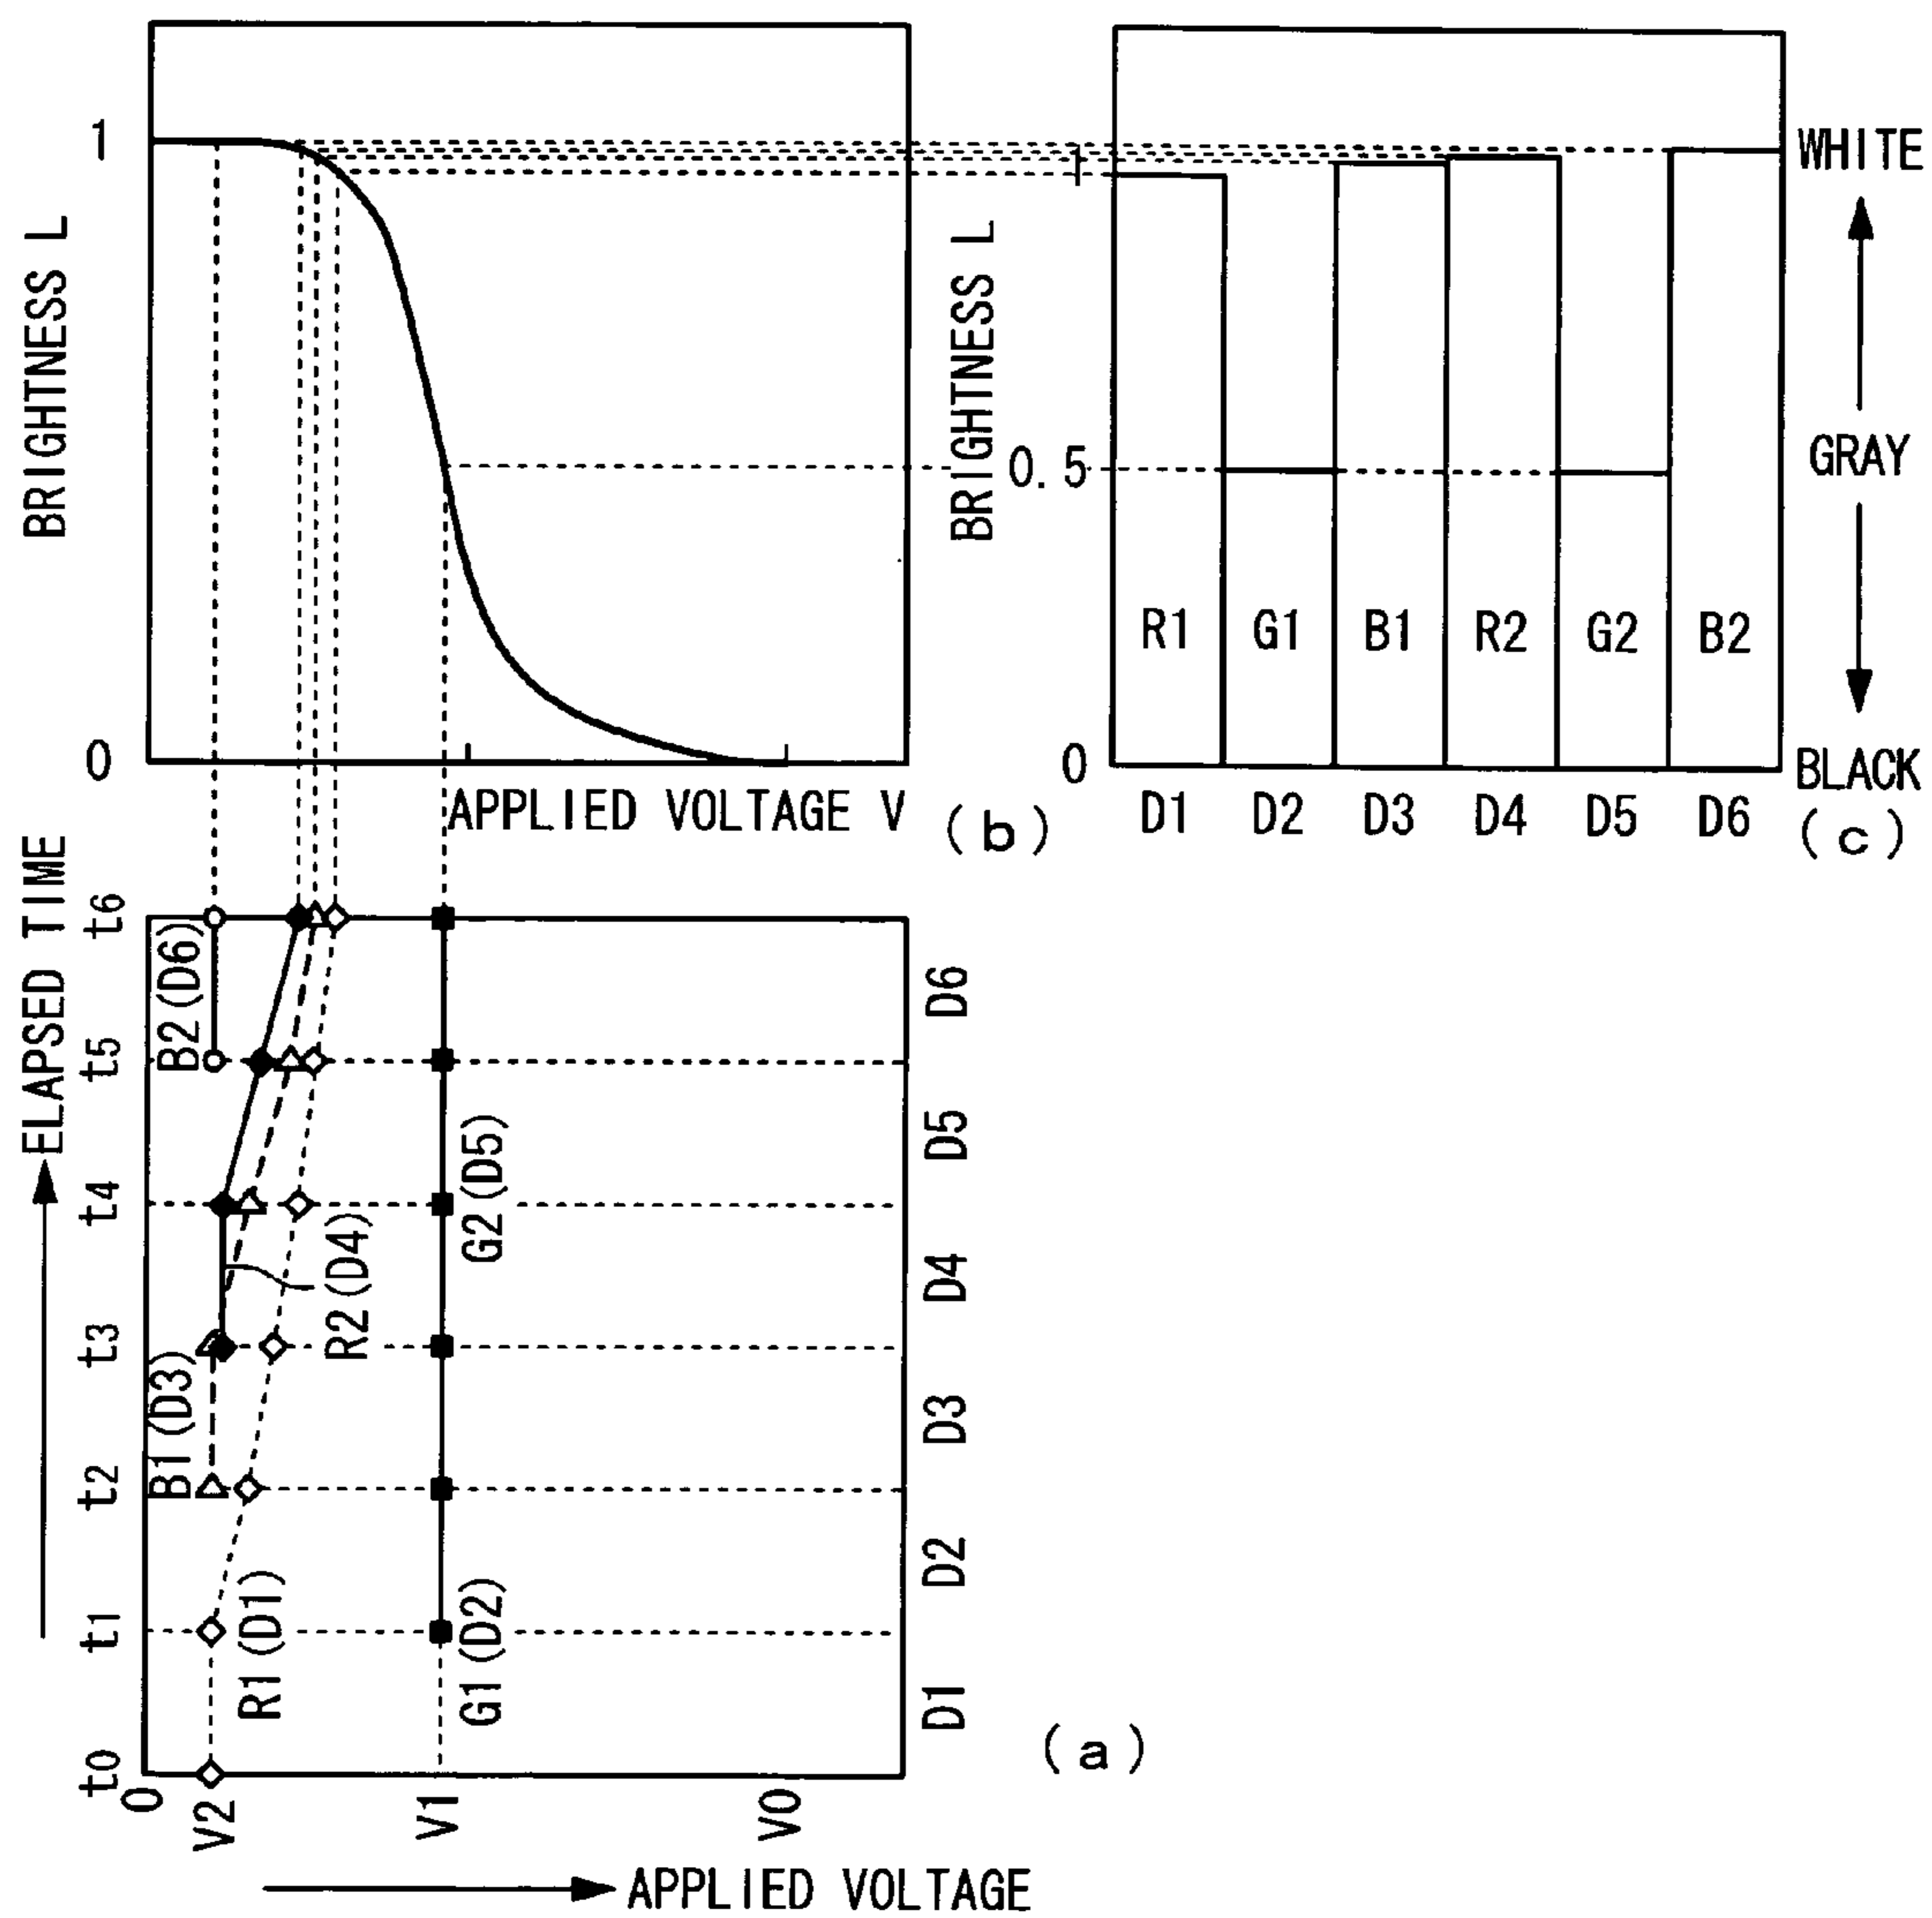 1
BRIGHTNESS L
0
APPLIED VOLTAGE V
(b)
1
BRIGHTNESS L
0.5
0
R1 G1 B1 R2 G2 B2
D1 D2 D3 D4 D5 D6
WHITE
GRAY
BLACK
(c)
ELAPSED TIME
t6
t5
t4
t3
t2
t1
t0
B2(D6)
G2(D5)
R2(D4)
B1(D3)
R1(D1)
G1(D2)
D6
D5
D4
D3
D2
D1
(a)
0
V2
V1
V0
APPLIED VOLTAGE